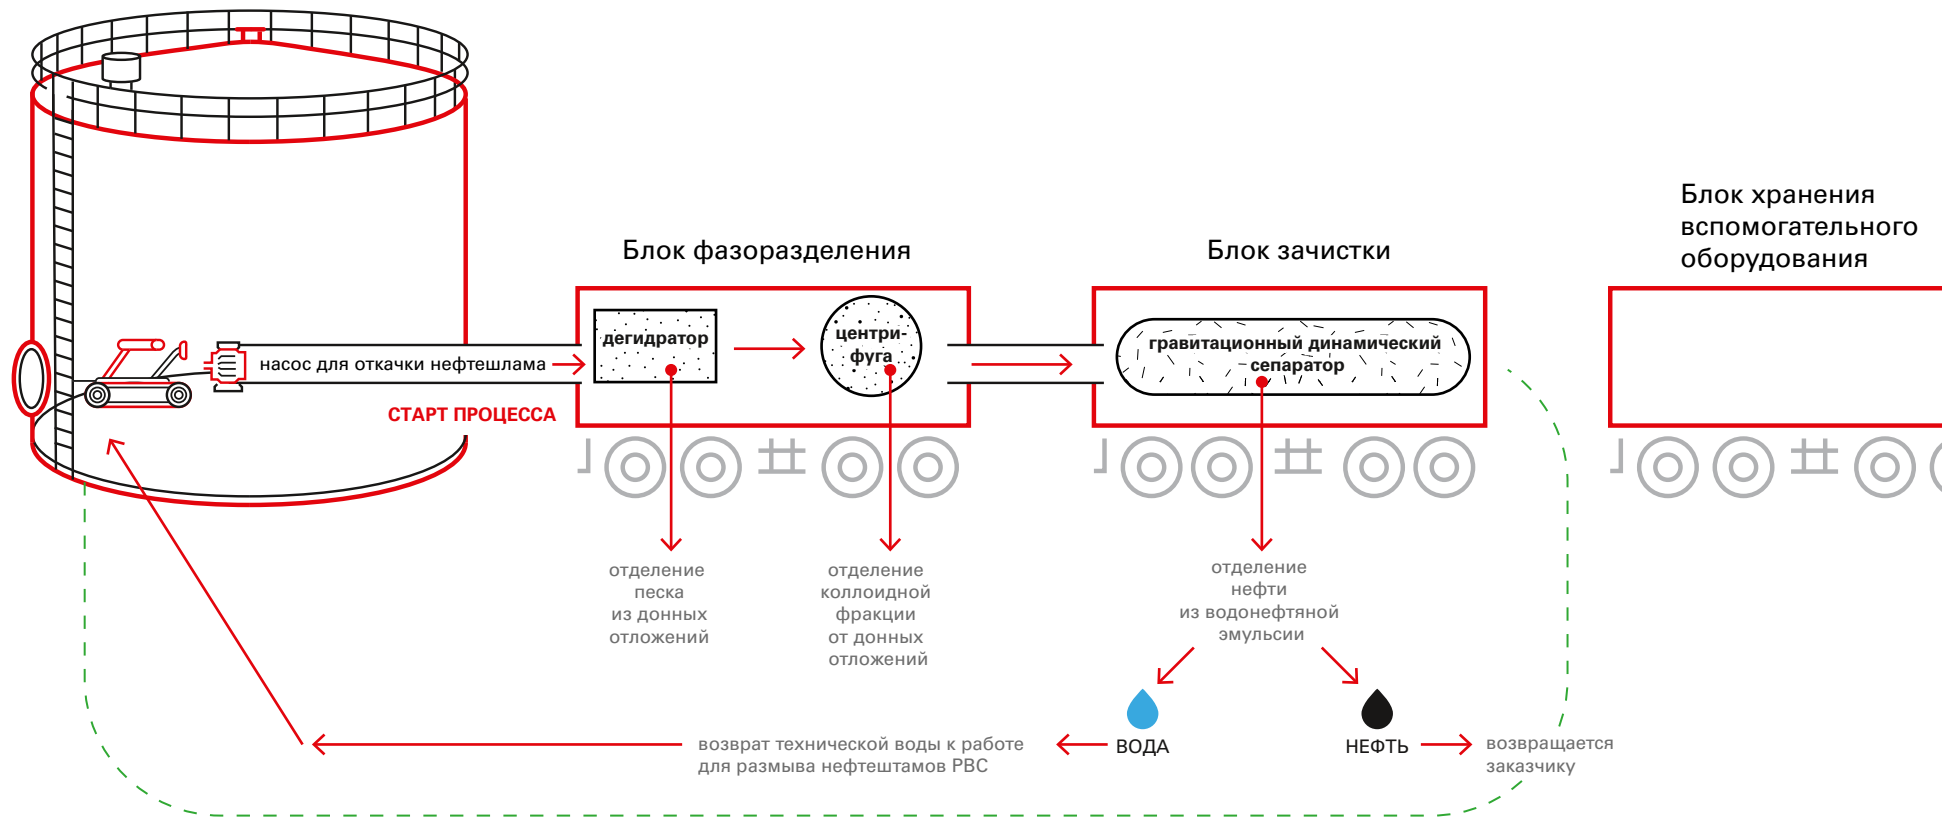 Блок хранения
вспомогательного
оборудования
Блок фазоразделения
Блок зачистки
дегидратор
центри-
фуга
гравитационный динамический
сепаратор
насос для откачки нефтешлама
СТАРТ ПРОЦЕССА
отделение
песка
из донных
отложений
отделение
коллоидной
фракции
от донных
отложений
отделение
нефти
из водонефтяной
эмульсии
возврат технической воды к работе
для размыва нефтештамов РВС
ВОДА
НЕФТЬ
возвращается
заказчику